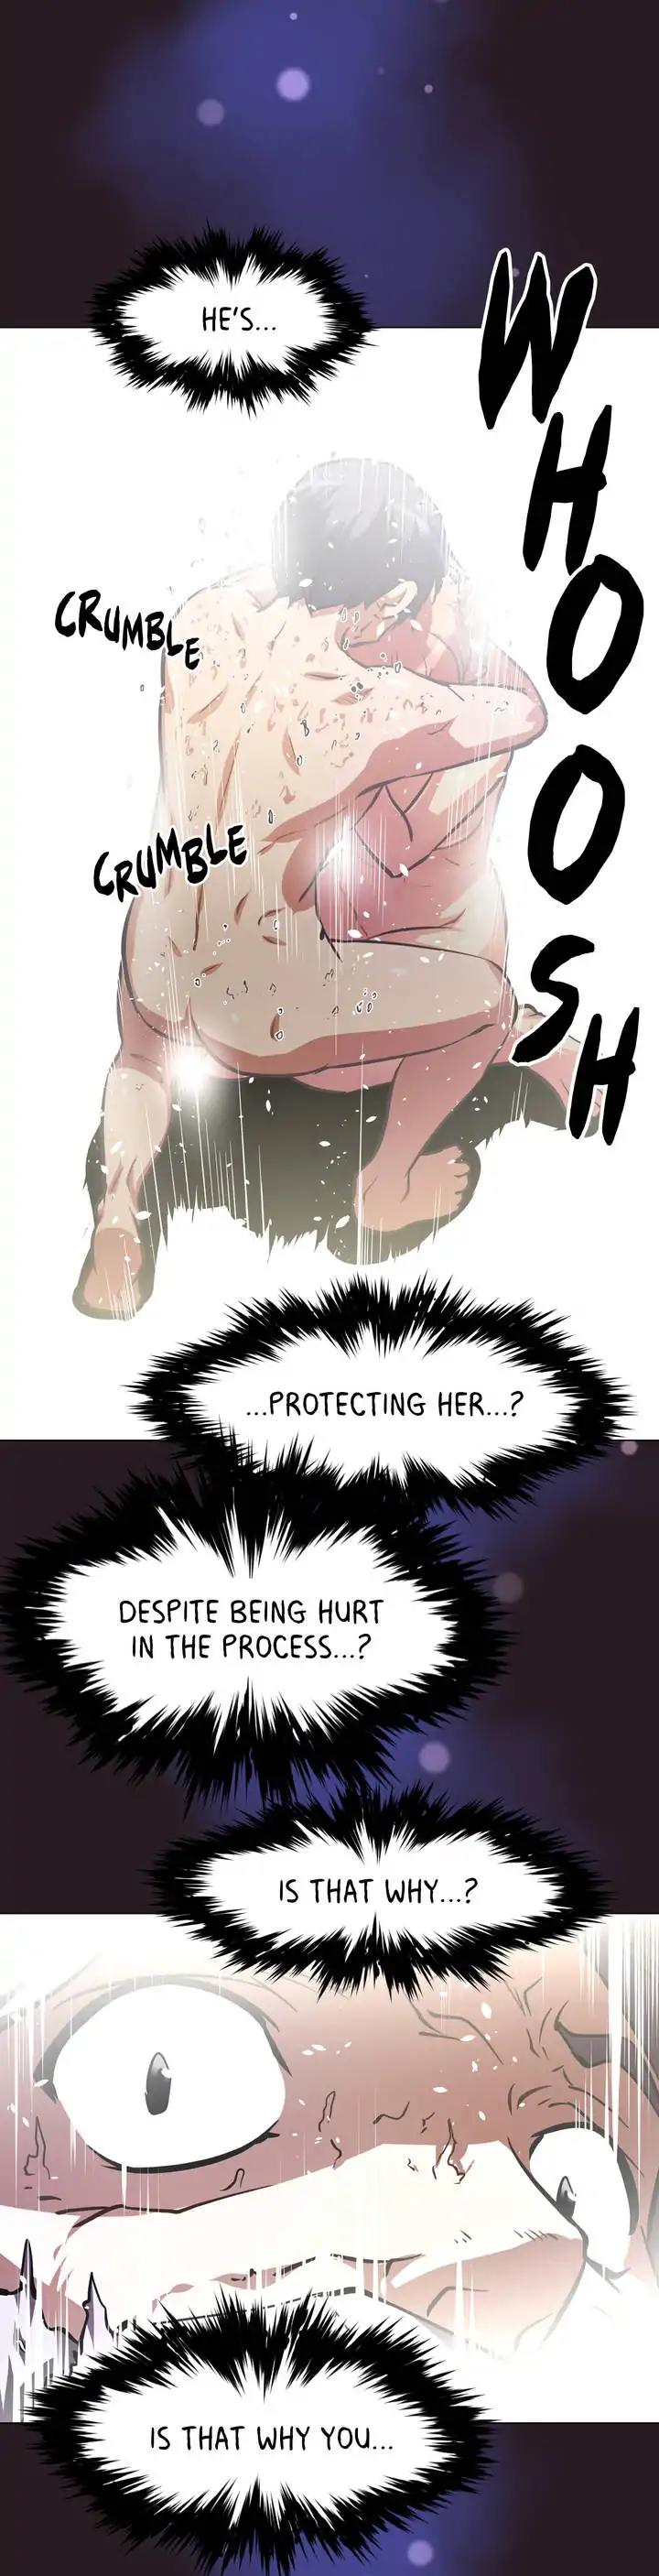 HE'S...
WHOOSH
CRUMBLE
CRUMBLE
...PROTECTING HER...?
DESPITE BEING HURT
IN THE PROCESS...?
IS THAT WHY...?
IS THAT WHY YOU...